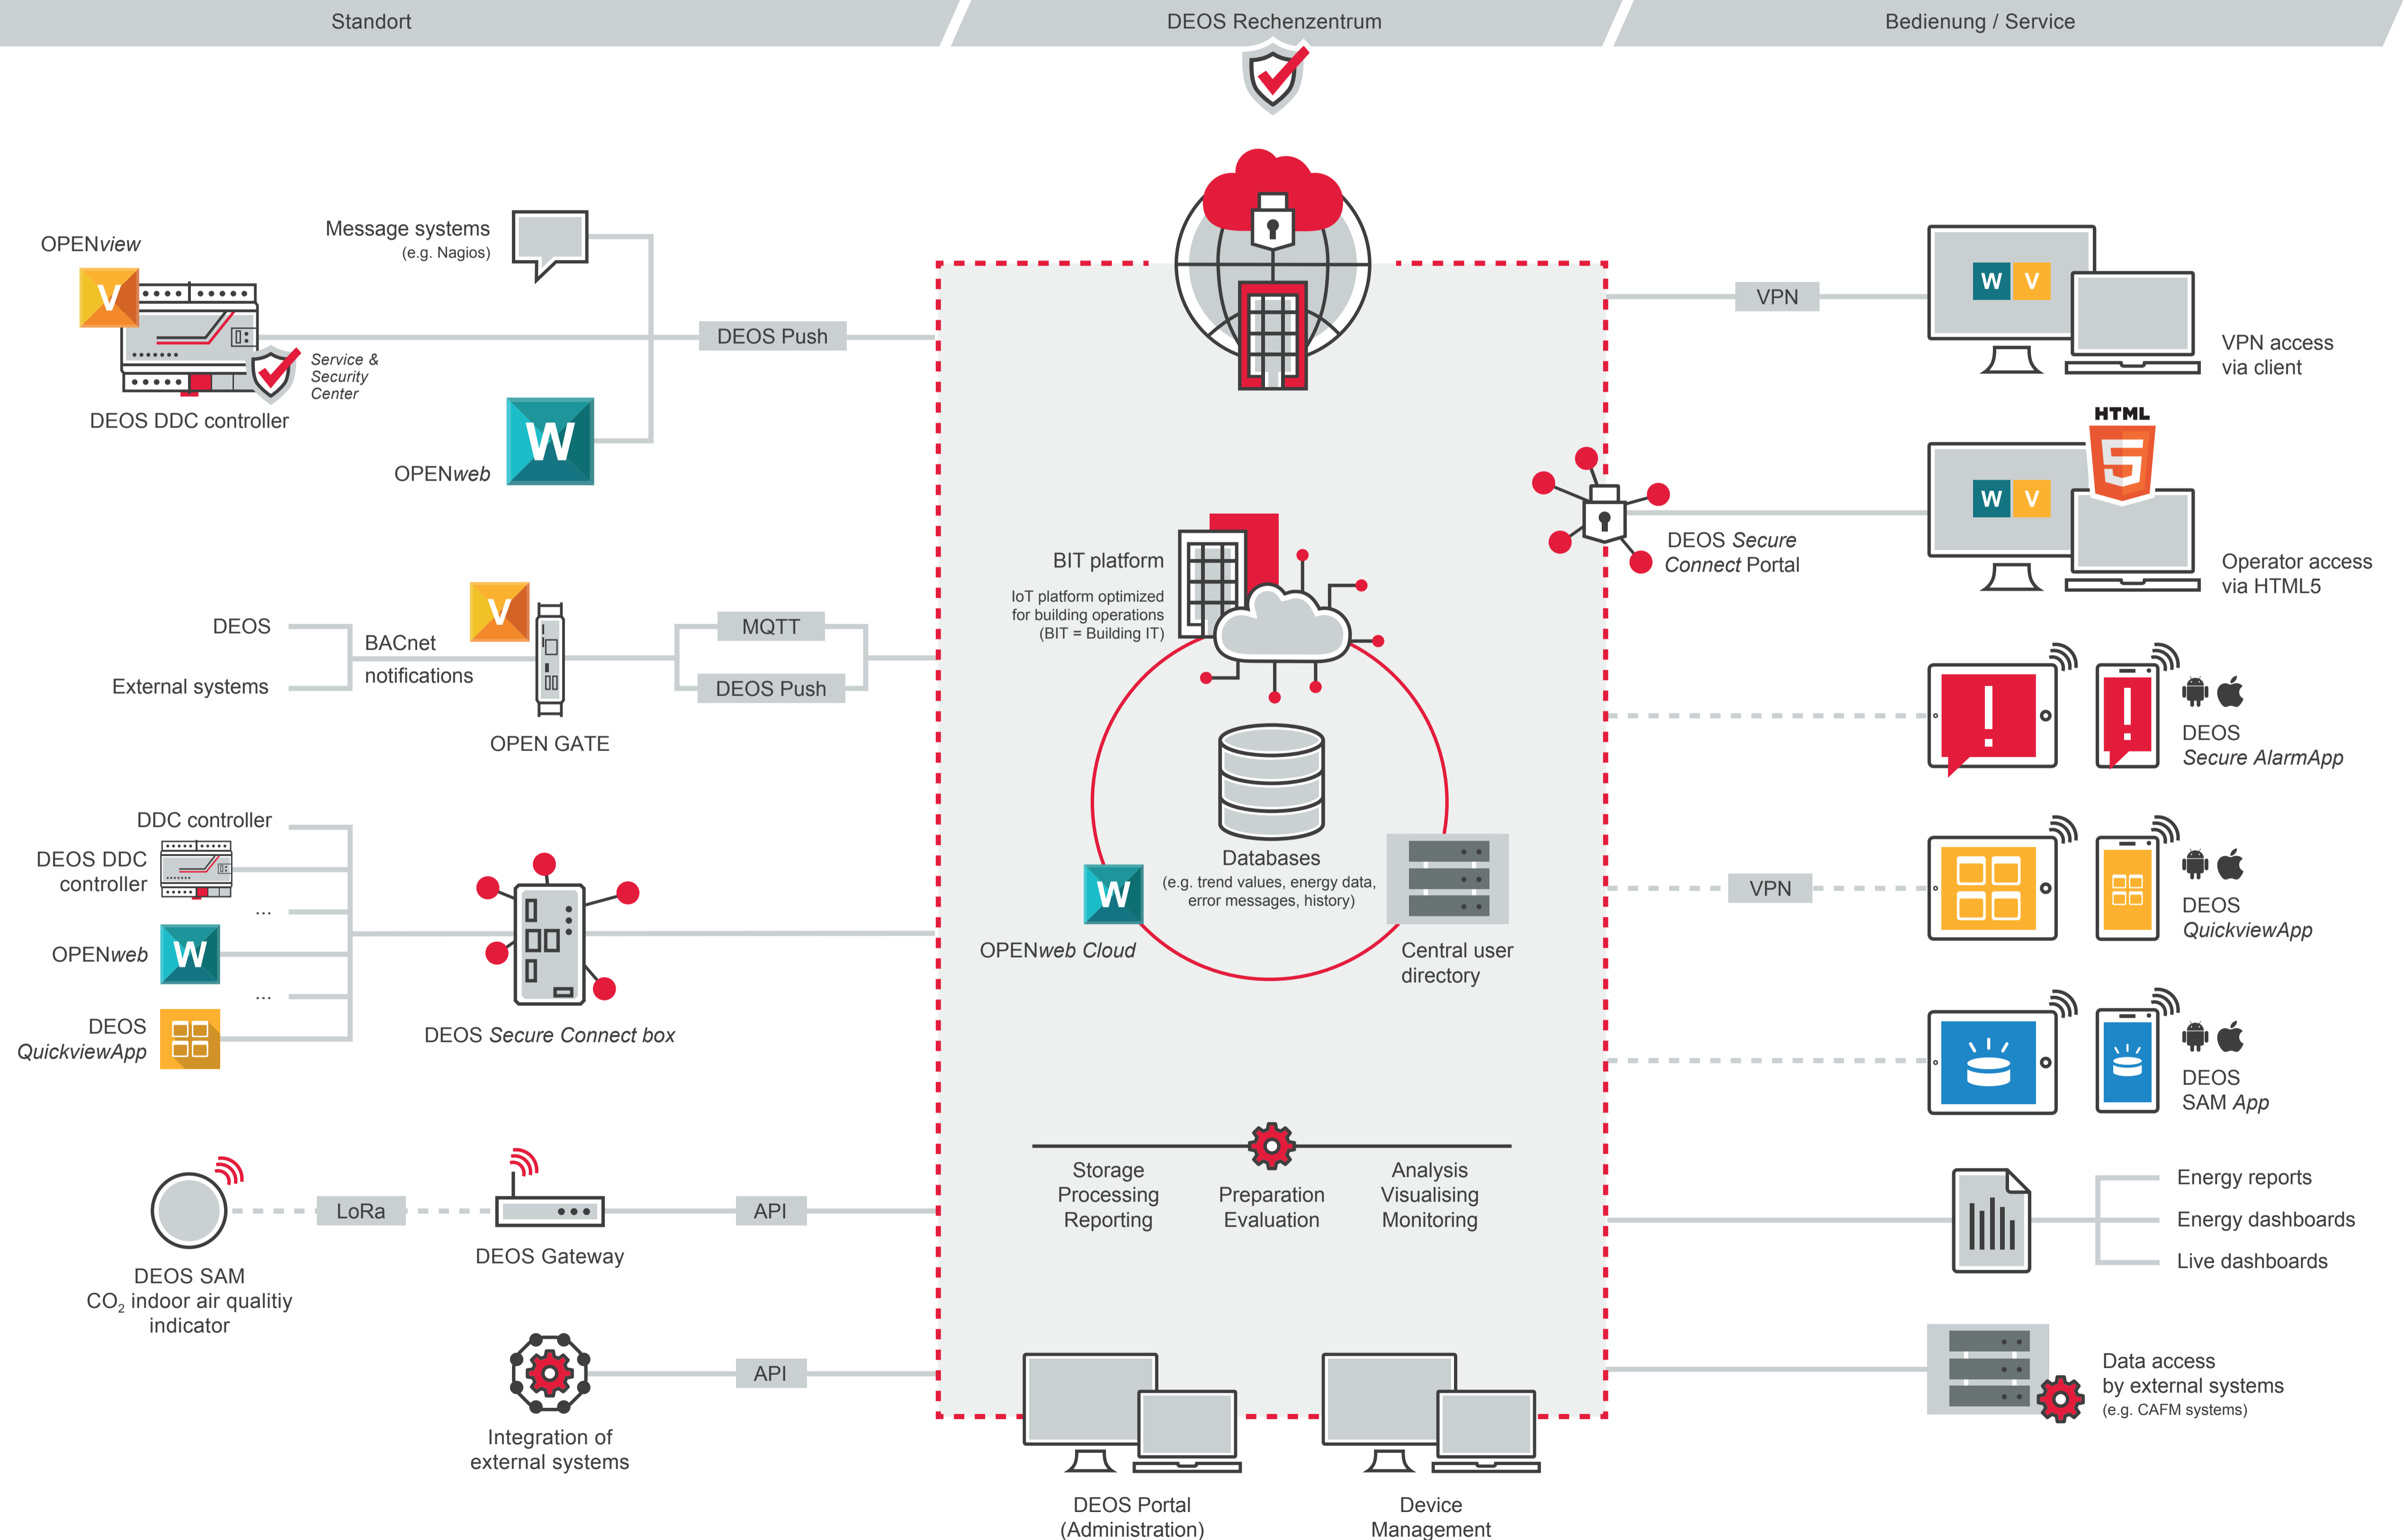 Standort
DEOS Rechenzentrum
Bedienung / Service
OPENview
V
Message systems
(e.g. Nagios)
Service &
Security
Center
DEOS DDC controller
DEOS Push
W
OPENweb
DEOS
External systems
BACnet
notifications
V
OPEN GATE
MQTT
DEOS Push
DDC controller
DEOS DDC
controller
...
OPENweb
W
...
DEOS
QuickviewApp
DEOS Secure Connect box
LoRa
DEOS SAM
CO₂ indoor air qualitiy
indicator
DEOS Gateway
API
Integration of
external systems
API
BIT platform
IoT platform optimized
for building operations
(BIT = Building IT)
Databases
(e.g. trend values, energy data,
error messages, history)
W
OPENweb Cloud
Central user
directory
Storage
Processing
Reporting
Preparation
Evaluation
Analysis
Visualising
Monitoring
DEOS Portal
(Administration)
Device
Management
VPN
W V
VPN access
via client
DEOS Secure
Connect Portal
HTML
5
W V
Operator access
via HTML5
!
!
DEOS
Secure AlarmApp
VPN
DEOS
QuickviewApp
DEOS
SAM App
Energy reports
Energy dashboards
Live dashboards
Data access
by external systems
(e.g. CAFM systems)